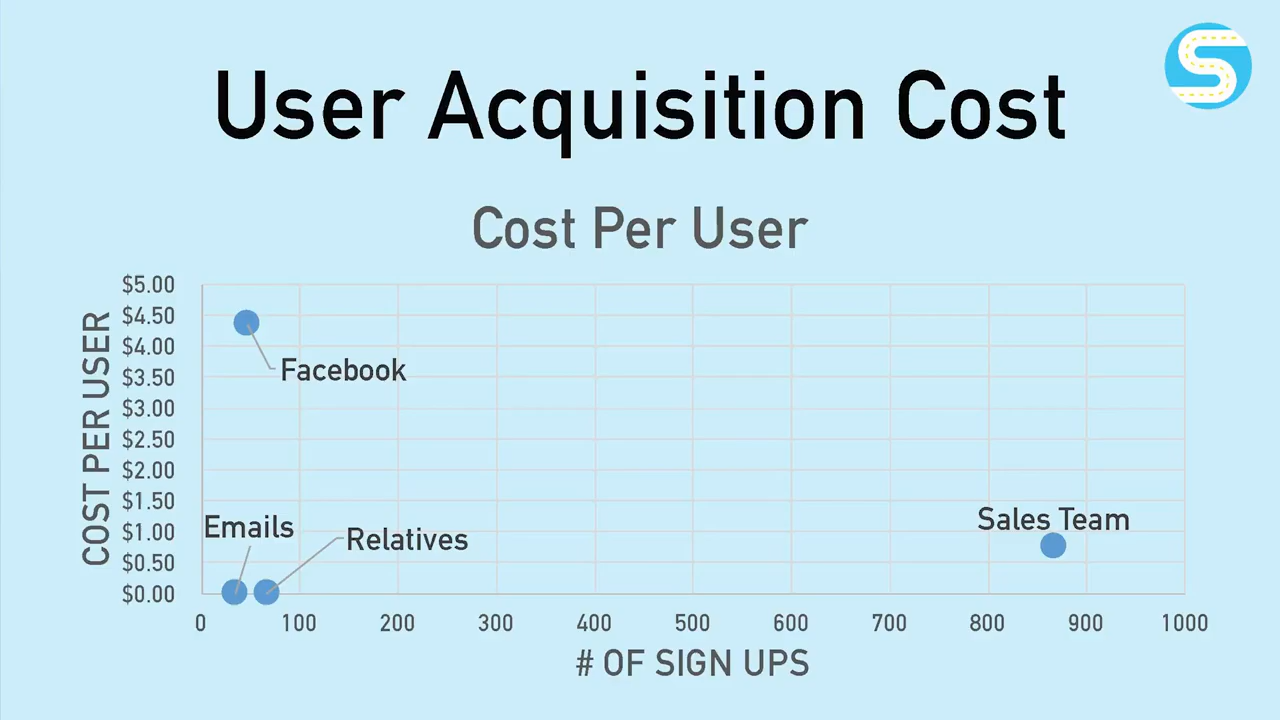 User Acquisition Cost
Cost Per User
COST PER USER
$5.00
$4.50
$4.00
$3.50
$3.00
$2.50
$2.00
$1.50
$1.00
$0.50
$0.00
Facebook
Emails
Relatives
Sales Team
0 100 200 300 400 500 600 700 800 900 1000
# OF SIGN UPS